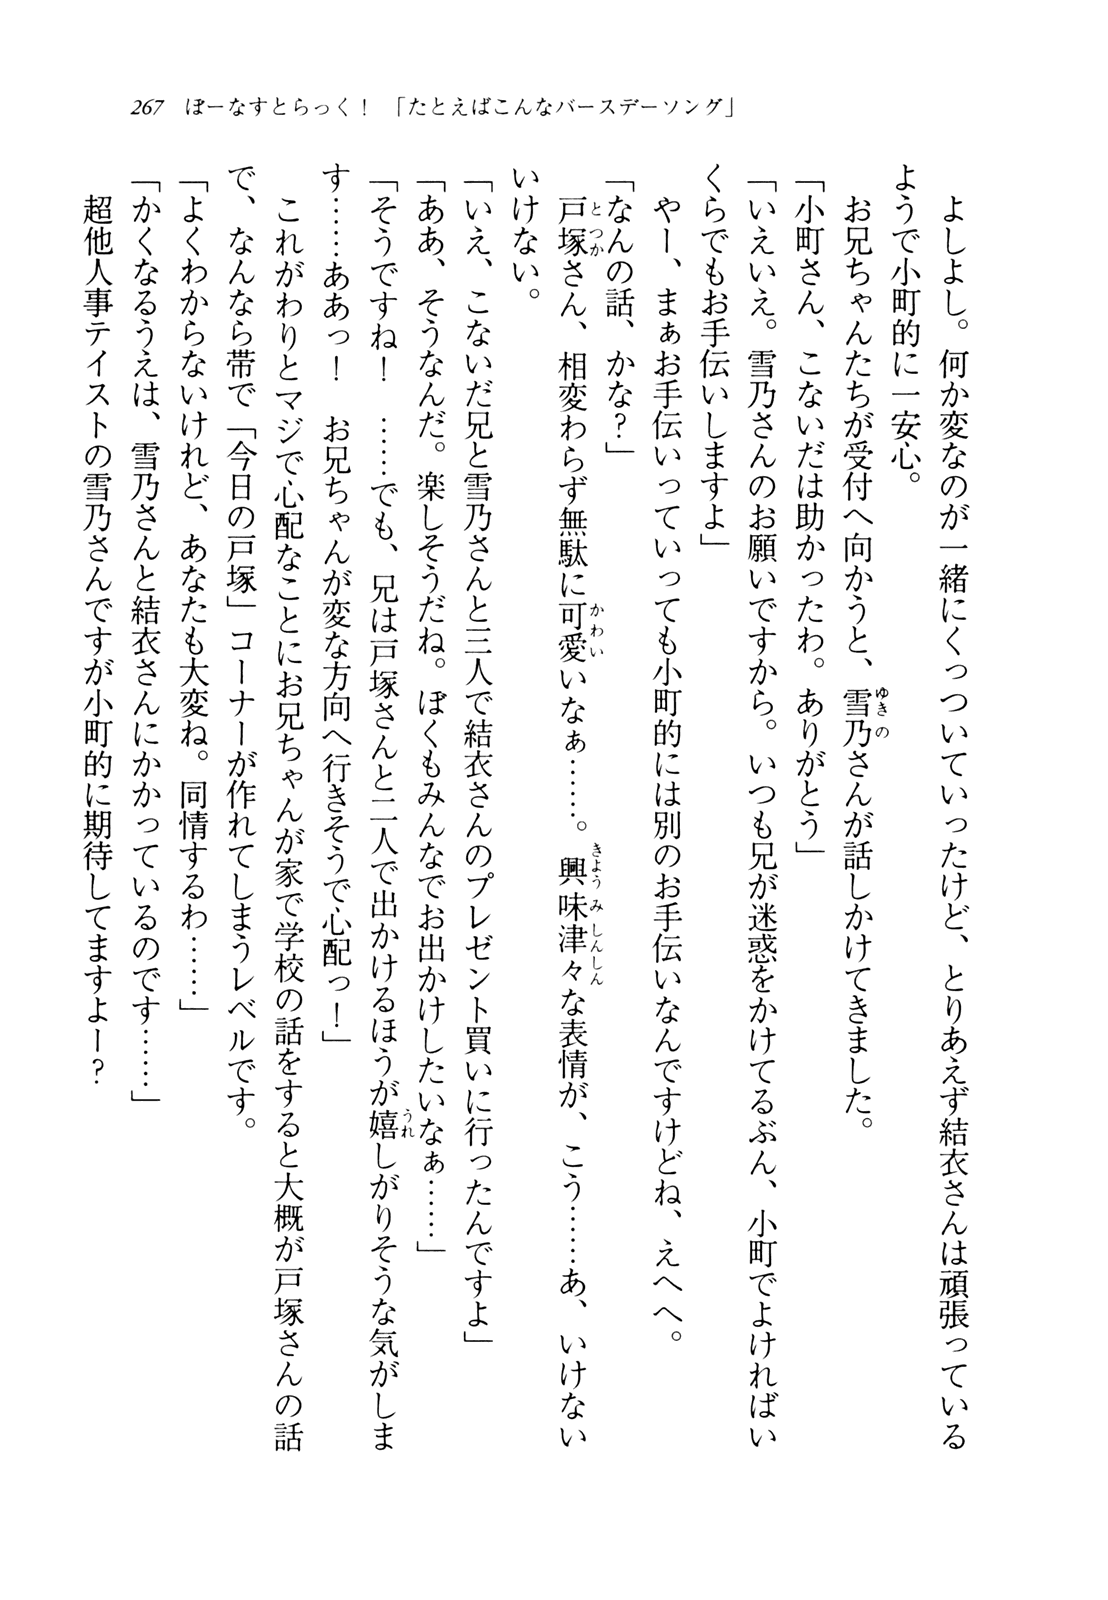 267　ぼーなすとらっく！　「たとえばこんなバースデーソング」
　よしよし。何か変なのが一緒にくっついていったけど、とりあえず結衣さんは頑張っている
ようで小町的に一安心。
　お兄ちゃんたちが受付へ向かうと、雪乃さんが話しかけてきました。
「小町さん、こないだは助かったわ。ありがとう」
「いえいえ。雪乃さんのお願いですから。いつも兄が迷惑をかけてるぶん、小町でよければい
くらでもお手伝いしますよ」
　やー、まぁお手伝いっていっても小町的には別のお手伝いなんですけどね、えへへ。
「なんの話、かな？」
　戸塚さん、相変わらず無駄に可愛いなぁ……。興味津々な表情が、こう……あ、いけない
いけない。
「いえ、こないだ兄と雪乃さんと三人で結衣さんのプレゼント買いに行ったんですよ」
「ああ、そうなんだ。楽しそうだね。ぼくもみんなでお出かけしたいなぁ……」
「そうですね！　……でも、兄は戸塚さんと二人で出かけるほうが嬉しがりそうな気がしま
す……ああっ！　お兄ちゃんが変な方向へ行きそうで心配っ！」
　これがわりとマジで心配なことにお兄ちゃんが家で学校の話をすると大概が戸塚さんの話
で、なんなら帯で「今日の戸塚」コーナーが作れてしまうレベルです。
「よくわからないけれど、あなたも大変ね。同情するわ……」
「かくなるうえは、雪乃さんと結衣さんにかかっているのです……」
　超他人事テイストの雪乃さんですが小町的に期待してますよー？